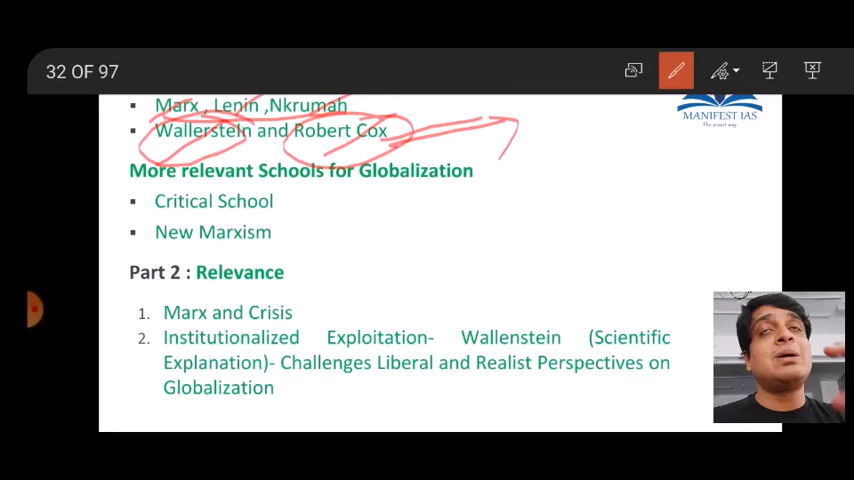 32 OF 97
▪ Marx , Lenin ,Nkrumah
▪ Wallerstein and Robert Cox
MANIFEST IAS
More relevant Schools for Globalization
▪ Critical School
▪ New Marxism
Part 2 : Relevance
1. Marx and Crisis
2. Institutionalized Exploitation- Wallenstein (Scientific
Explanation)- Challenges Liberal and Realist Perspectives on
Globalization